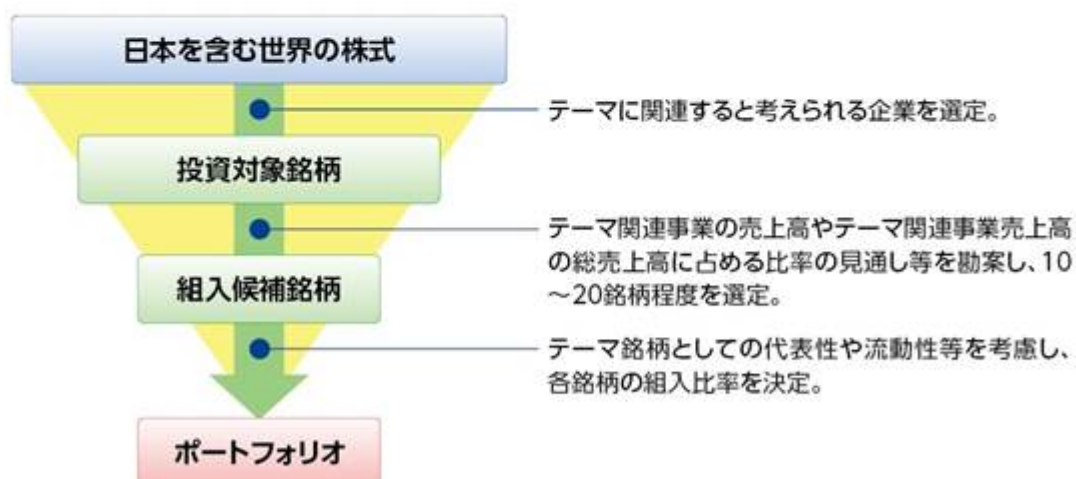 日本を含む世界の株式
テーマに関連すると考えられる企業を選定。
投資対象銘柄
テーマ関連事業の売上高やテーマ関連事業売上高
の総売上高に占める比率の見通し等を勘案し、10
～20銘柄程度を選定。
組入候補銘柄
テーマ銘柄としての代表性や流動性等を考慮し、
各銘柄の組入比率を決定。
ポートフォリオ